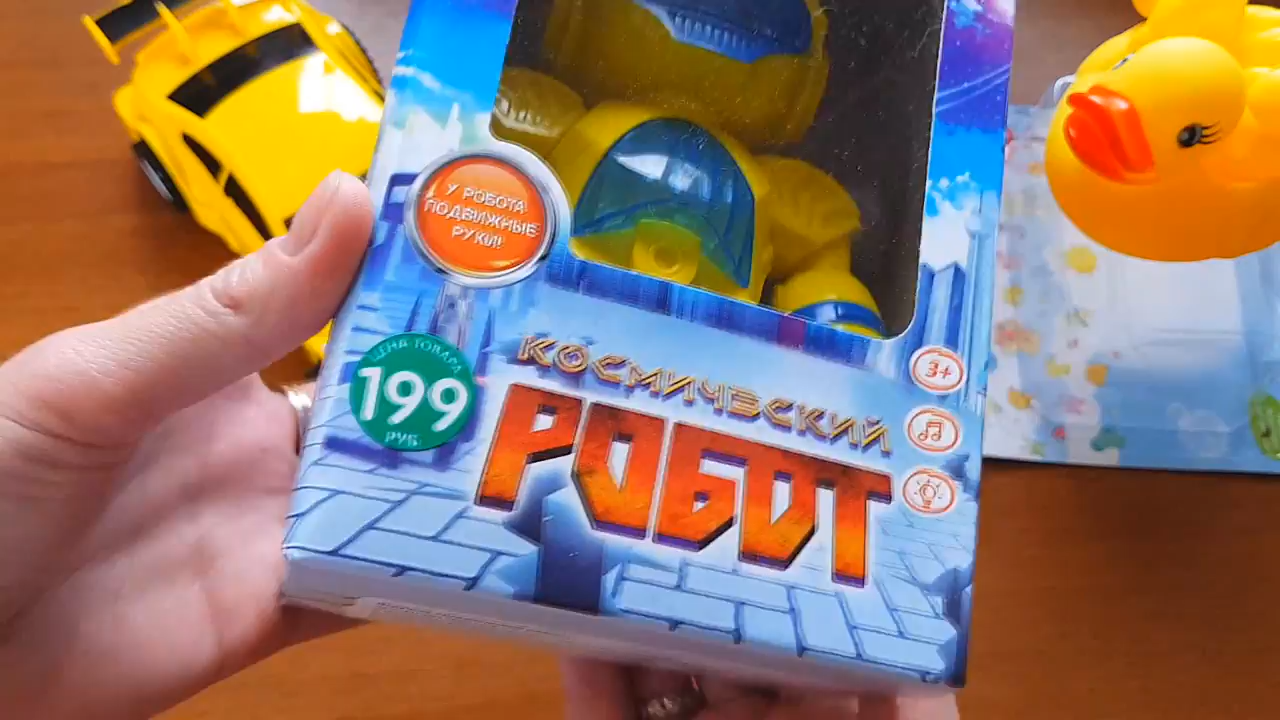 У РОБОТА
ПОДВИЖНЫЕ
РУКИ!
ЦЕНА ТОВАРА
199
РУБ.
КОСМИЧЕСКИЙ
РОБОТ
3+